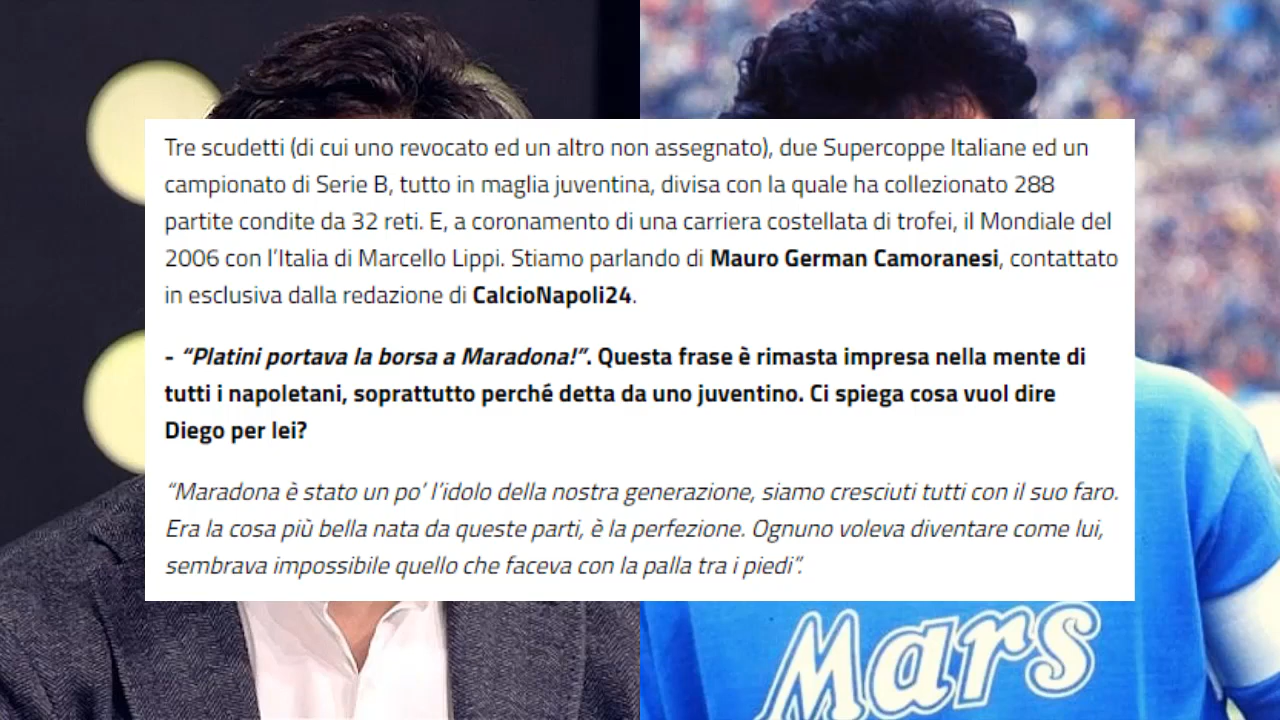 Tre scudetti (di cui uno revocato ed un altro non assegnato), due Supercoppe Italiane ed un
campionato di Serie B, tutto in maglia juventina, divisa con la quale ha collezionato 288
partite condite da 32 reti. E, a coronamento di una carriera costellata di trofei, il Mondiale del
2006 con l’Italia di Marcello Lippi. Stiamo parlando di Mauro German Camoranesi, contattato
in esclusiva dalla redazione di CalcioNapoli24.
- “Platini portava la borsa a Maradona!”. Questa frase è rimasta impresa nella mente di
tutti i napoletani, soprattutto perché detta da uno juventino. Ci spiega cosa vuol dire
Diego per lei?
“Maradona è stato un po’ l’idolo della nostra generazione, siamo cresciuti tutti con il suo faro.
Era la cosa più bella nata da queste parti, è la perfezione. Ognuno voleva diventare come lui,
sembrava impossibile quello che faceva con la palla tra i piedi”.
Mars